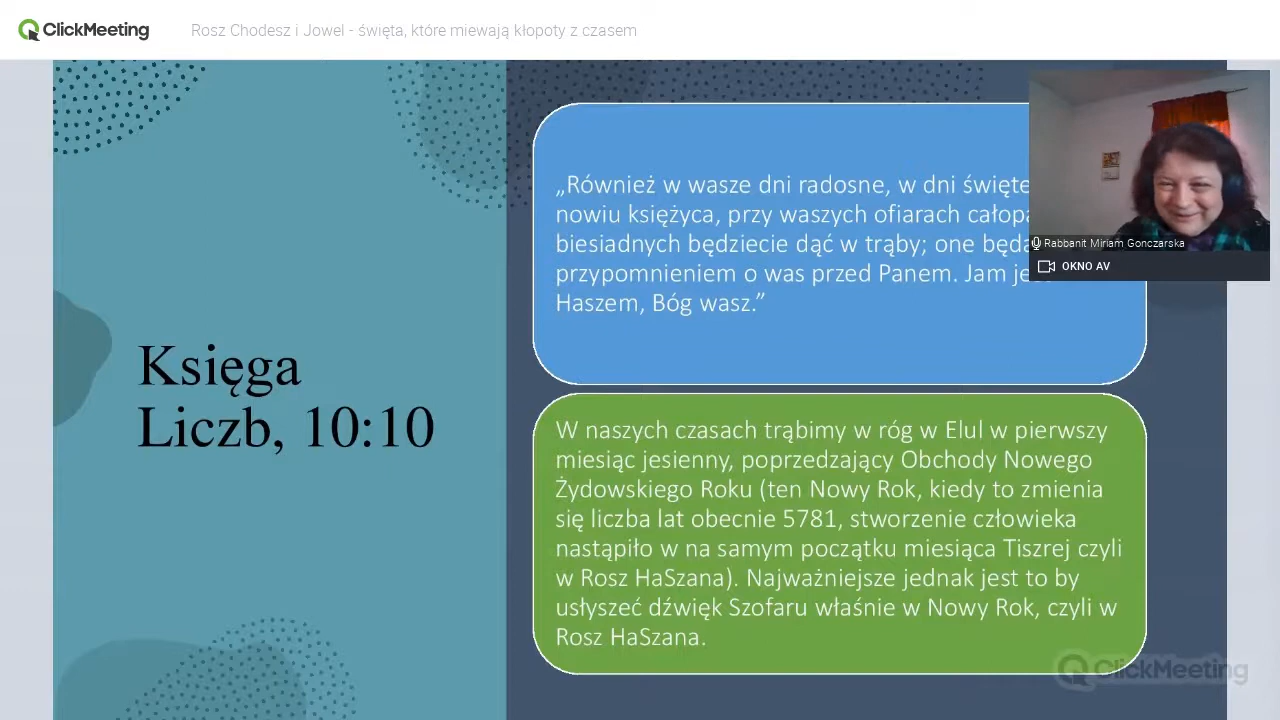 ClickMeeting
Rosz Chodesz i Jowel - święta, które miewają kłopoty z czasem
Księga
Liczb, 10:10
„Również w wasze dni radosne, w dni święte
nowiu księżyca, przy waszych ofiarach
biesiadnych będziecie dąć w trąby; one
przypomnieniem o was przed Panem. Jam
Haszem, Bóg wasz.”
Rabbanit Miriam Gonczarska
OKNO AV
W naszych czasach trąbimy w róg w Elul w pierwszy
miesiąc jesienny, poprzedzający Obchody Nowego
Żydowskiego Roku (ten Nowy Rok, kiedy to zmienia
się liczba lat obecnie 5781, stworzenie człowieka
nastąpiło w na samym początku miesiąca Tiszrej czyli
w Rosz HaSzana). Najważniejsze jednak jest to by
usłyszeć dźwięk Szofaru właśnie w Nowy Rok, czyli w
Rosz HaSzana.
ClickMeeting